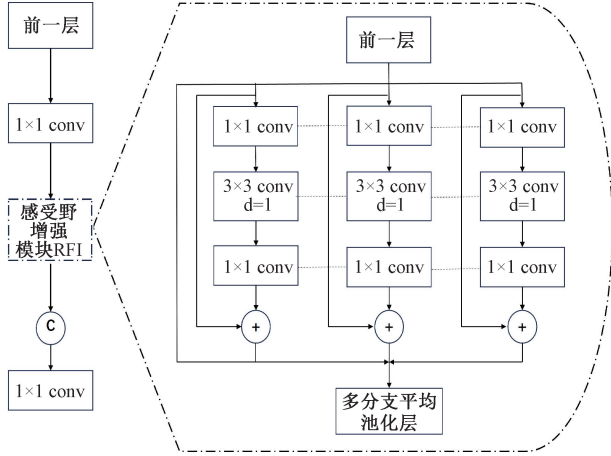 前一层
1×1 conv
感受野
增强
模块RFI
C
1×1 conv
前一层
1×1 conv
1×1 conv
1×1 conv
3×3 conv
d=1
3×3 conv
d=1
3×3 conv
d=1
1×1 conv
1×1 conv
1×1 conv
+
+
+
多分支平均
池化层